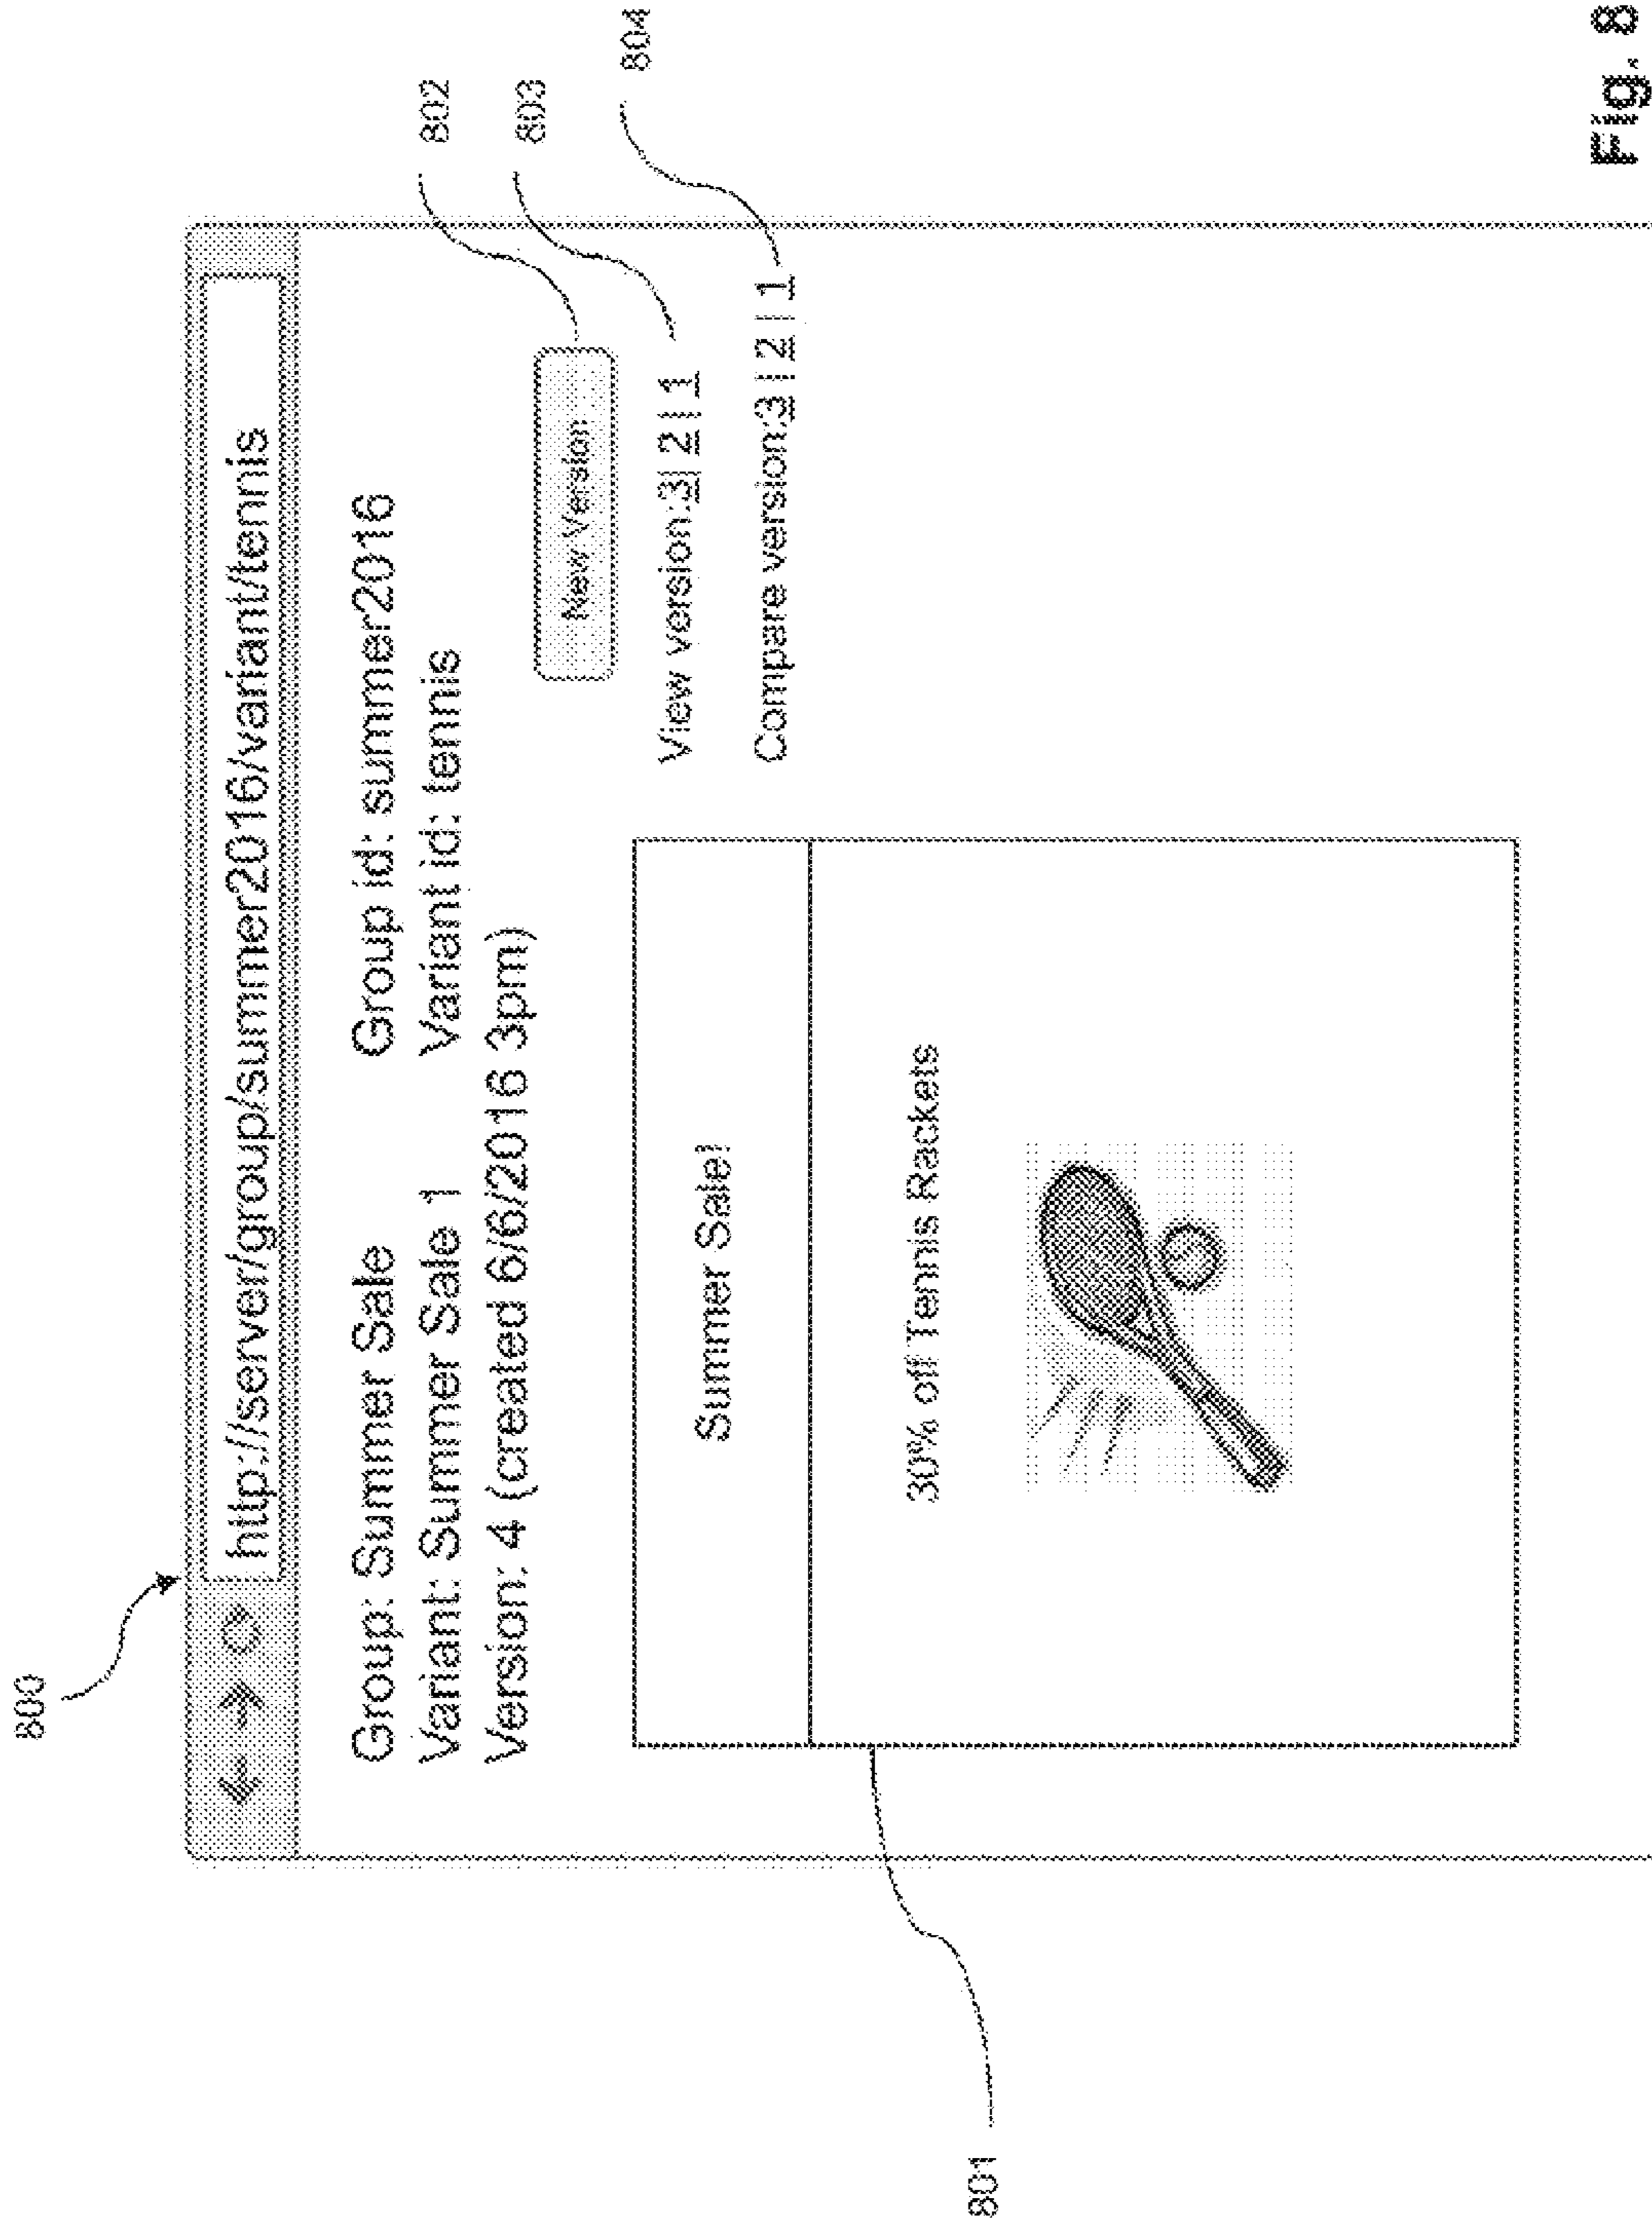 800
http://server/group/summer2016/variant/tennis
Group: Summer Sale Group id: summer2016
Variant: Summer Sale 1 Variant id: tennis
Version: 4 (created 6/6/2016 3pm)
802
New Version
803
View version:3| 2 | 1
804
Compare version:3 | 2 | 1
Summer Sale!
30% off Tennis Rackets
801
Fig. 8